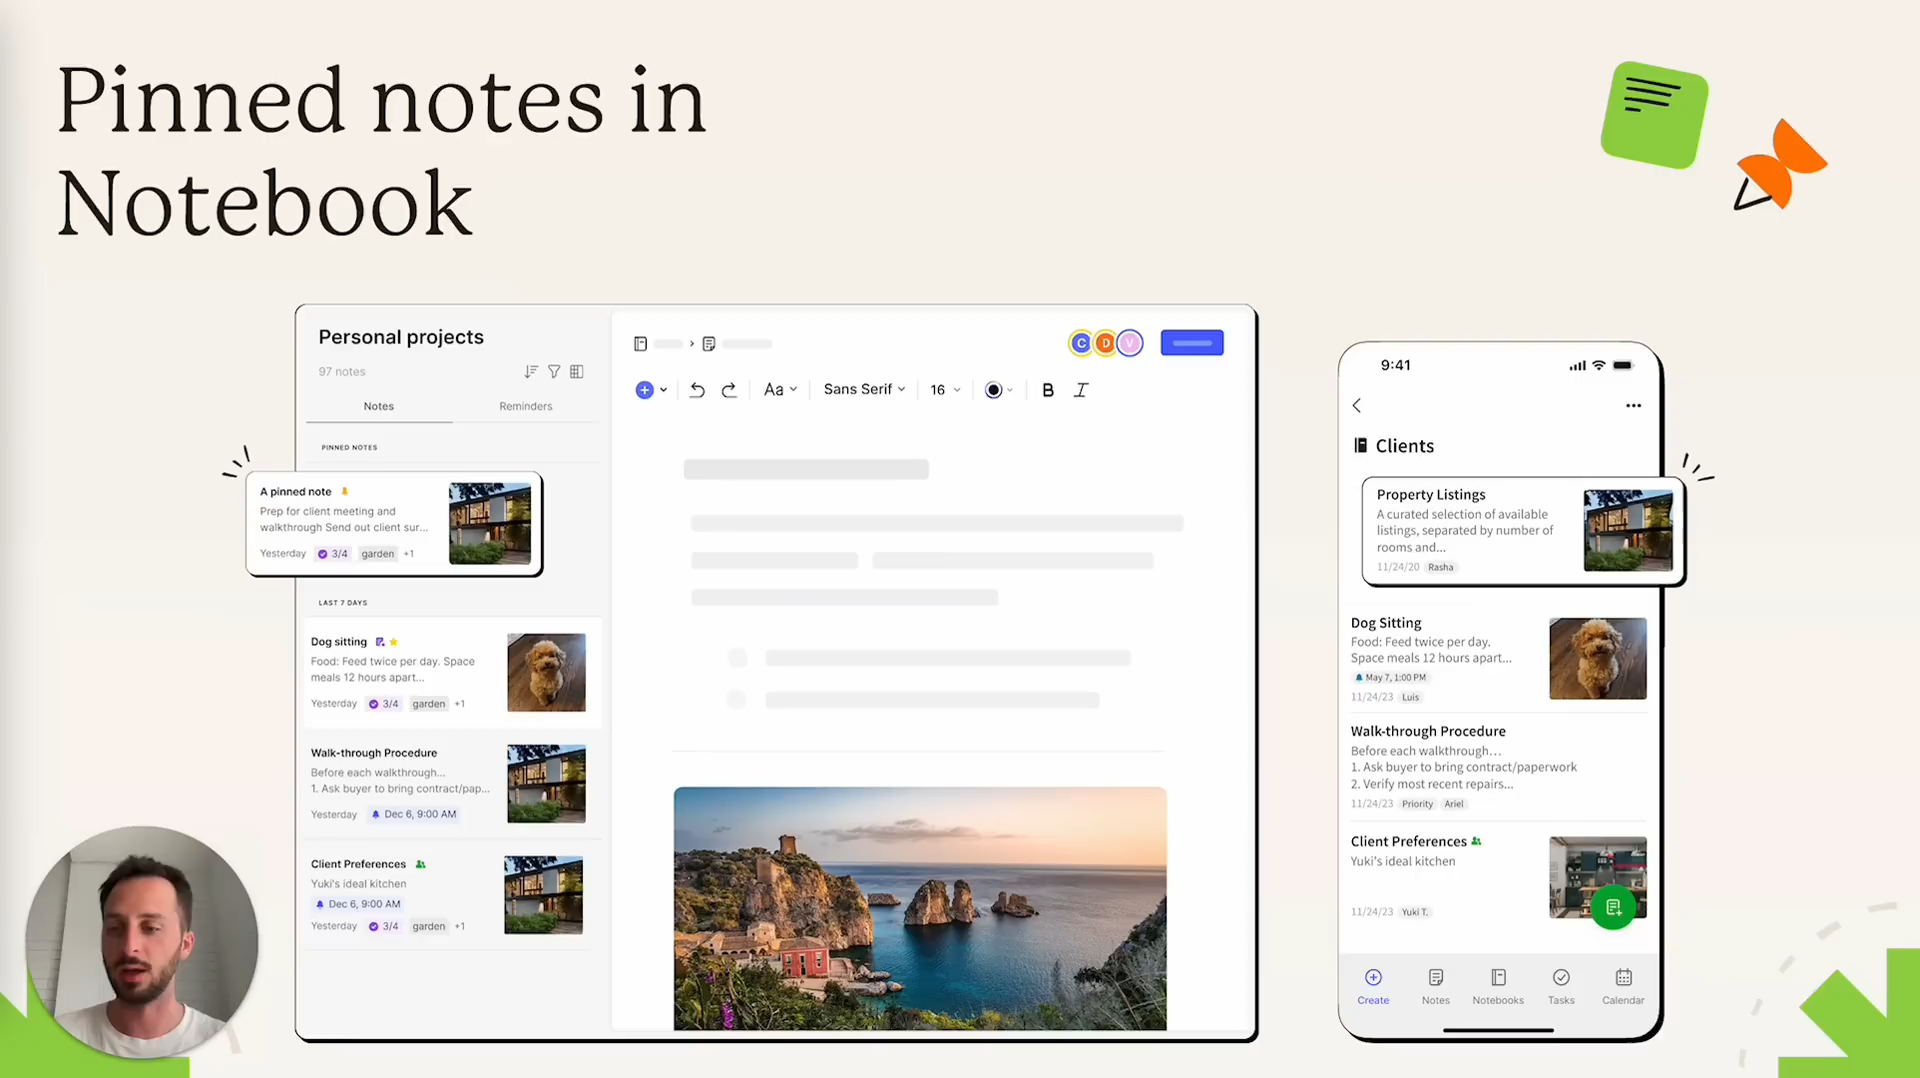 Pinned notes in
Notebook
Personal projects
97 notes
Notes
Reminders
PINNED NOTES
A pinned note
Prep for client meeting and
walkthrough Send out client sur...
Yesterday 3/4 garden +1
LAST 7 DAYS
Dog sitting
Food: Feed twice per day. Space
meals 12 hours apart...
Yesterday 3/4 garden +1
Walk-through Procedure
Before each walkthrough...
1. Ask buyer to bring contract/pap...
Yesterday Dec 6, 9:00 AM
Client Preferences
Yuki's ideal kitchen
Dec 6, 9:00 AM
Yesterday 3/4 garden +1
C D V
Aa Sans Serif 16 B I
9:41
Clients
Property Listings
A curated selection of available
listings, separated by number of
rooms and...
11/24/20 Rasha
Dog Sitting
Food: Feed twice per day.
Space meals 12 hours apart...
May 7, 1:00 PM
11/24/23 Luis
Walk-through Procedure
Before each walkthrough...
1. Ask buyer to bring contract/paperwork
2. Verify most recent repairs...
11/24/23 Priority Ariel
Client Preferences
Yuki's ideal kitchen
11/24/23 Yuki T.
Create Notes Notebooks Tasks Calendar